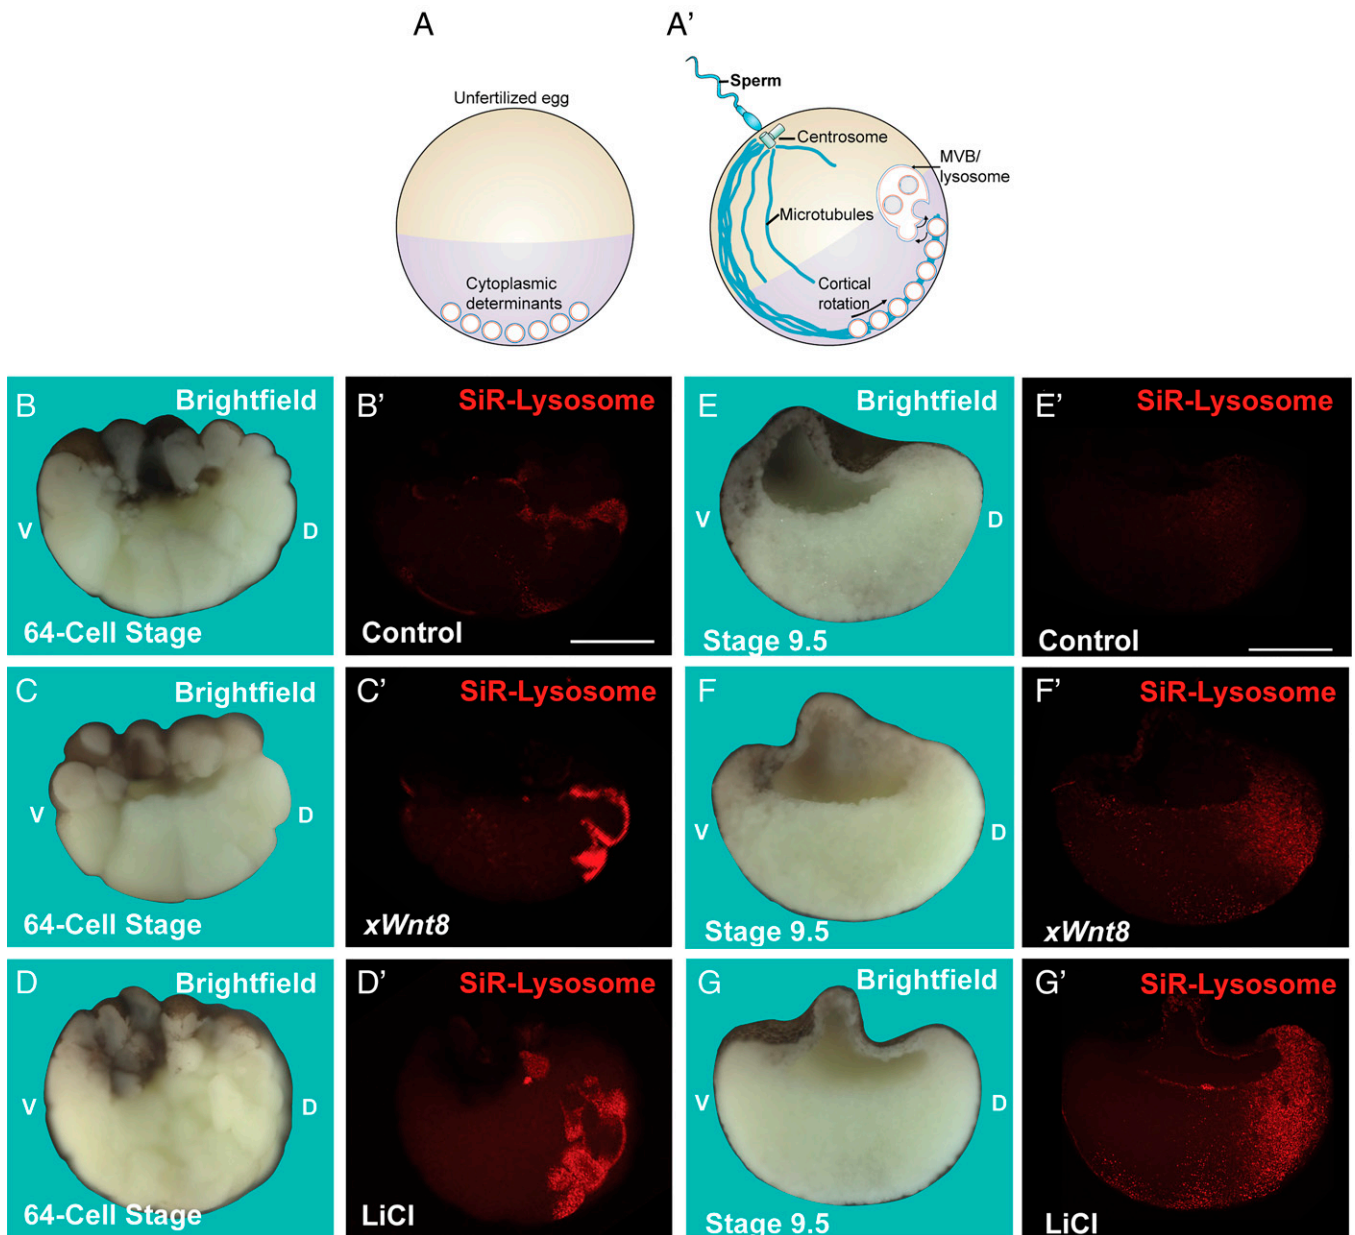 A
A'
Unfertilized egg
Cytoplasmic
determinants
Sperm
Centrosome
MVB/
lysosome
Microtubules
Cortical
rotation
B
Brightfield
V
D
64-Cell Stage
B'
SiR-Lysosome
Control
E
Brightfield
V
D
Stage 9.5
E'
SiR-Lysosome
Control
C
Brightfield
V
D
64-Cell Stage
C'
SiR-Lysosome
xWnt8
F
Brightfield
V
D
Stage 9.5
F'
SiR-Lysosome
xWnt8
D
Brightfield
V
D
64-Cell Stage
D'
SiR-Lysosome
LiCl
G
Brightfield
V
D
Stage 9.5
G'
SiR-Lysosome
LiCl